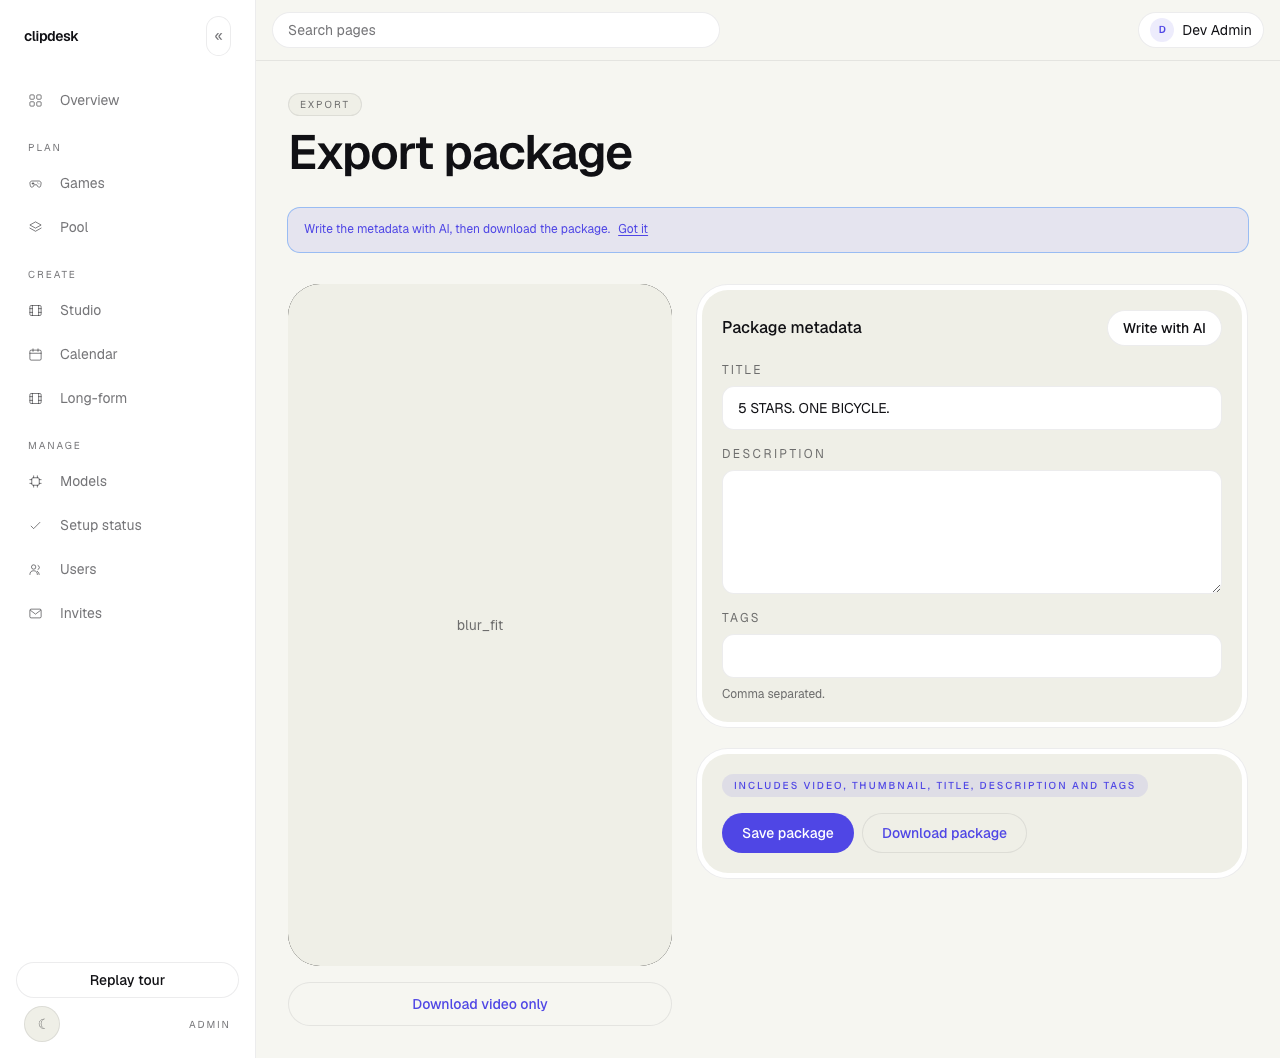 clipdesk
«
Search pages
D
Dev Admin
Overview
PLAN
Games
Pool
CREATE
Studio
Calendar
Long-form
MANAGE
Models
Setup status
Users
Invites
Replay tour
ADMIN
EXPORT
Export package
Write the metadata with AI, then download the package. Got it
blur_fit
Download video only
Package metadata
Write with AI
TITLE
5 STARS. ONE BICYCLE.
DESCRIPTION
TAGS
Comma separated.
INCLUDES VIDEO, THUMBNAIL, TITLE, DESCRIPTION AND TAGS
Save package
Download package